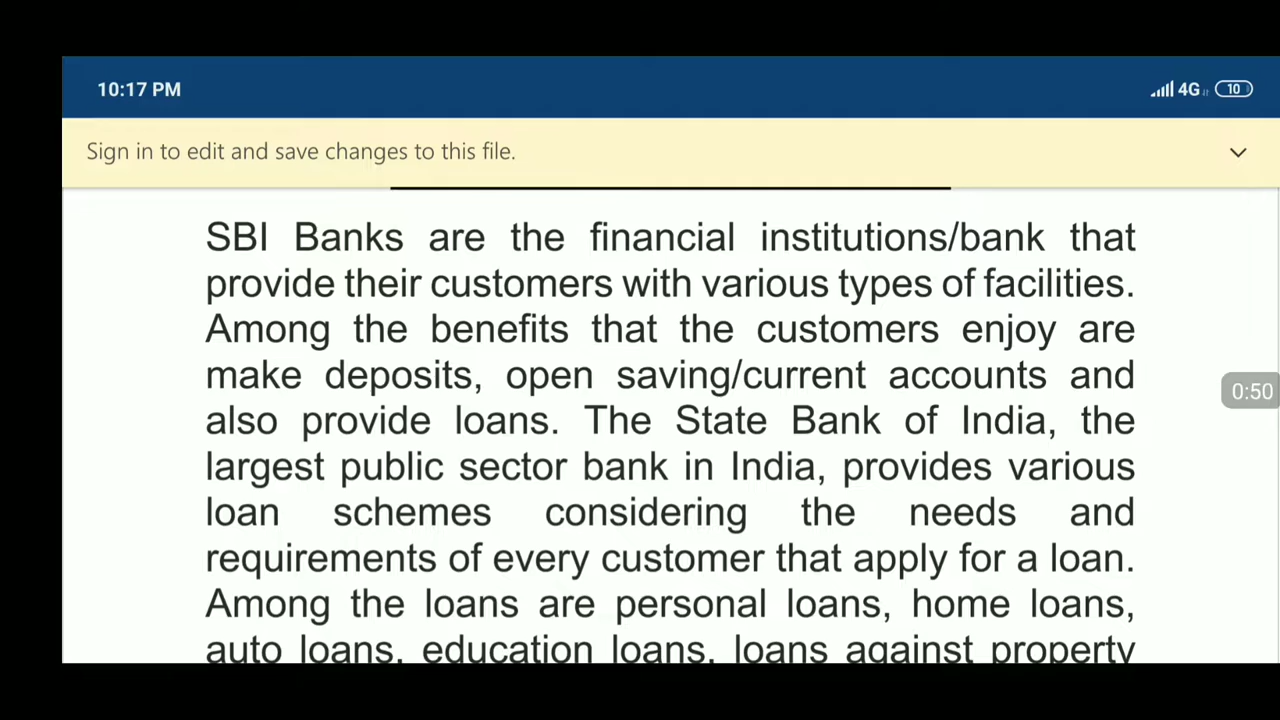 10:17 PM
4G 10
Sign in to edit and save changes to this file.
SBI Banks are the financial institutions/bank that
provide their customers with various types of facilities.
Among the benefits that the customers enjoy are
make deposits, open saving/current accounts and
also provide loans. The State Bank of India, the
largest public sector bank in India, provides various
loan schemes considering the needs and
requirements of every customer that apply for a loan.
Among the loans are personal loans, home loans,
auto loans, education loans, loans against property
0:50